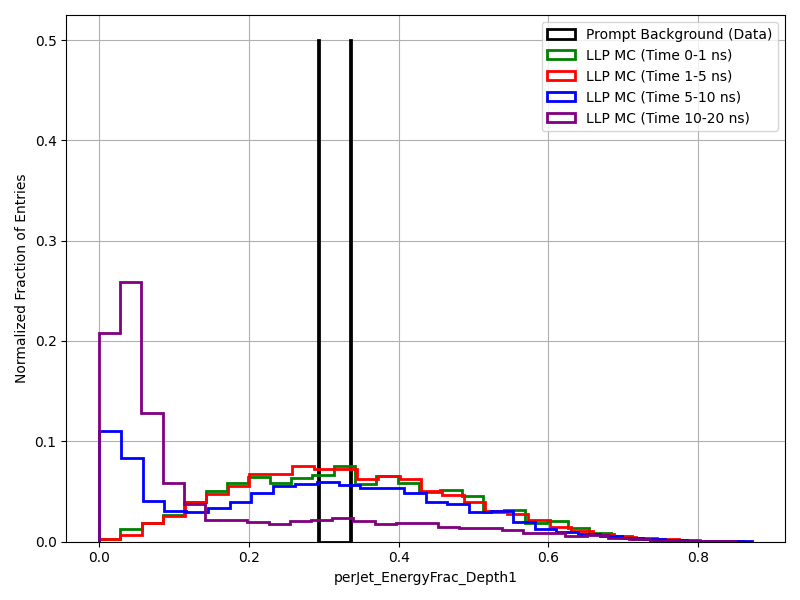 Prompt Background (Data)
LLP MC (Time 0-1 ns)
LLP MC (Time 1-5 ns)
LLP MC (Time 5-10 ns)
LLP MC (Time 10-20 ns)
Normalized Fraction of Entries
0.5
0.4
0.3
0.2
0.1
0.0
0.0 0.2 0.4 0.6 0.8
perJet_EnergyFrac_Depth1